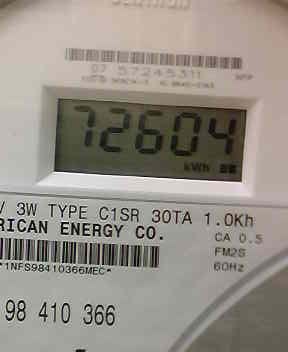 07 57245311
72604
kWh
V 3W TYPE C1SR 30TA 1.0Kh
RICAN ENERGY CO.
CA 0.5
FM2S
60Hz
*1NFS98410366MEC*
98 410 366